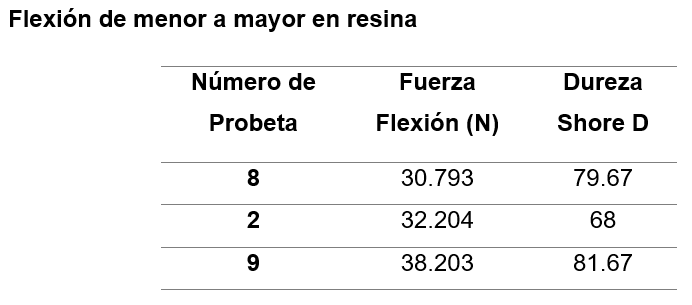 Flexión de menor a mayor en resina
Número de Probeta Fuerza Flexión (N) Dureza Shore D
8 30.793 79.67
2 32.204 68
9 38.203 81.67